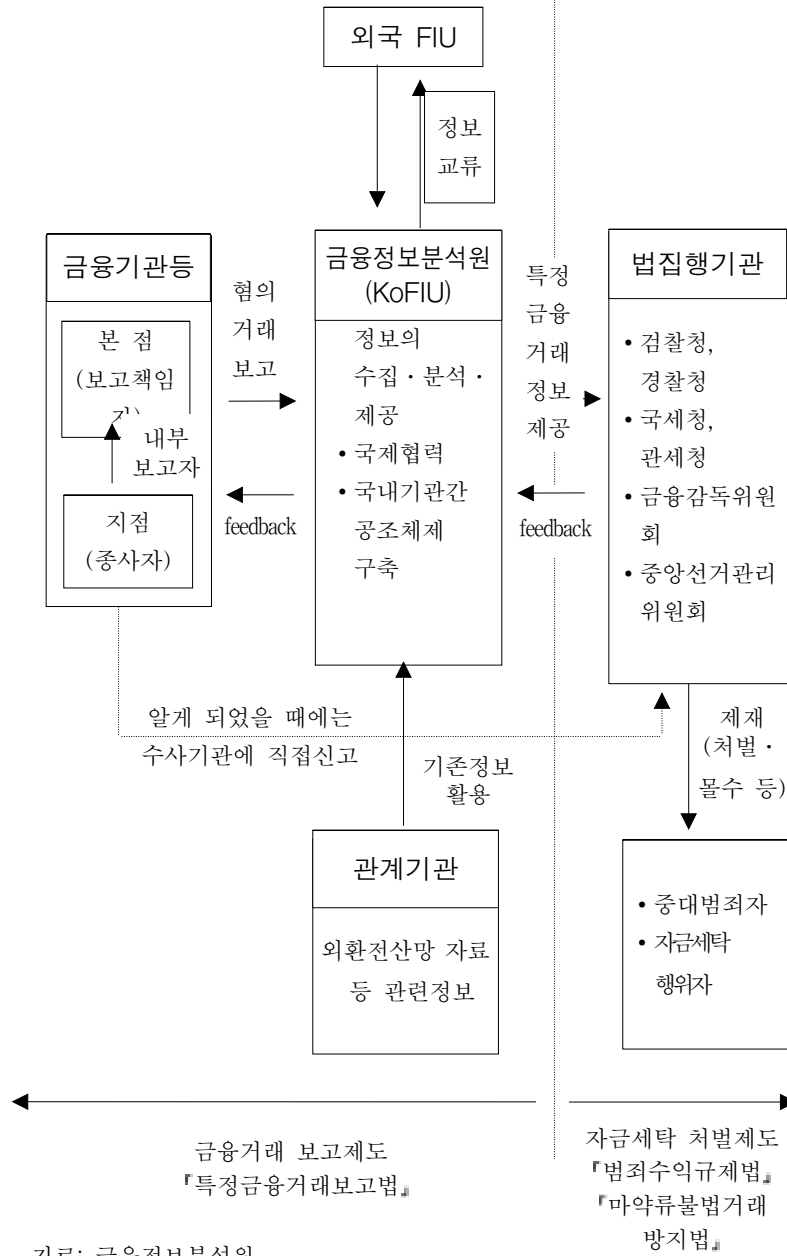 외국 FIU
정보
교류
금융기관등
본 점
(보고책임
자)
내부
보고자
지점
(종사자)
혐의
거래
보고
feedback
금융정보분석원
(KoFIU)
정보의
수집·분석·
제공
• 국제협력
• 국내기관간
공조체제
구축
특정
금융
거래
정보
제공
feedback
법집행기관
• 검찰청,
경찰청
• 국세청,
관세청
• 금융감독위원
회
• 중앙선거관리
위원회
알게 되었을 때에는
수사기관에 직접신고
기존정보
활용
제재
(처벌·
몰수 등)
관계기관
외환전산망 자료
등 관련정보
• 중대범죄자
• 자금세탁
행위자
금융거래 보고제도
『특정금융거래보고법』
자금세탁 처벌제도
『범죄수익규제법』
『마약류불법거래
방지법』
자료: 금융정보분석원